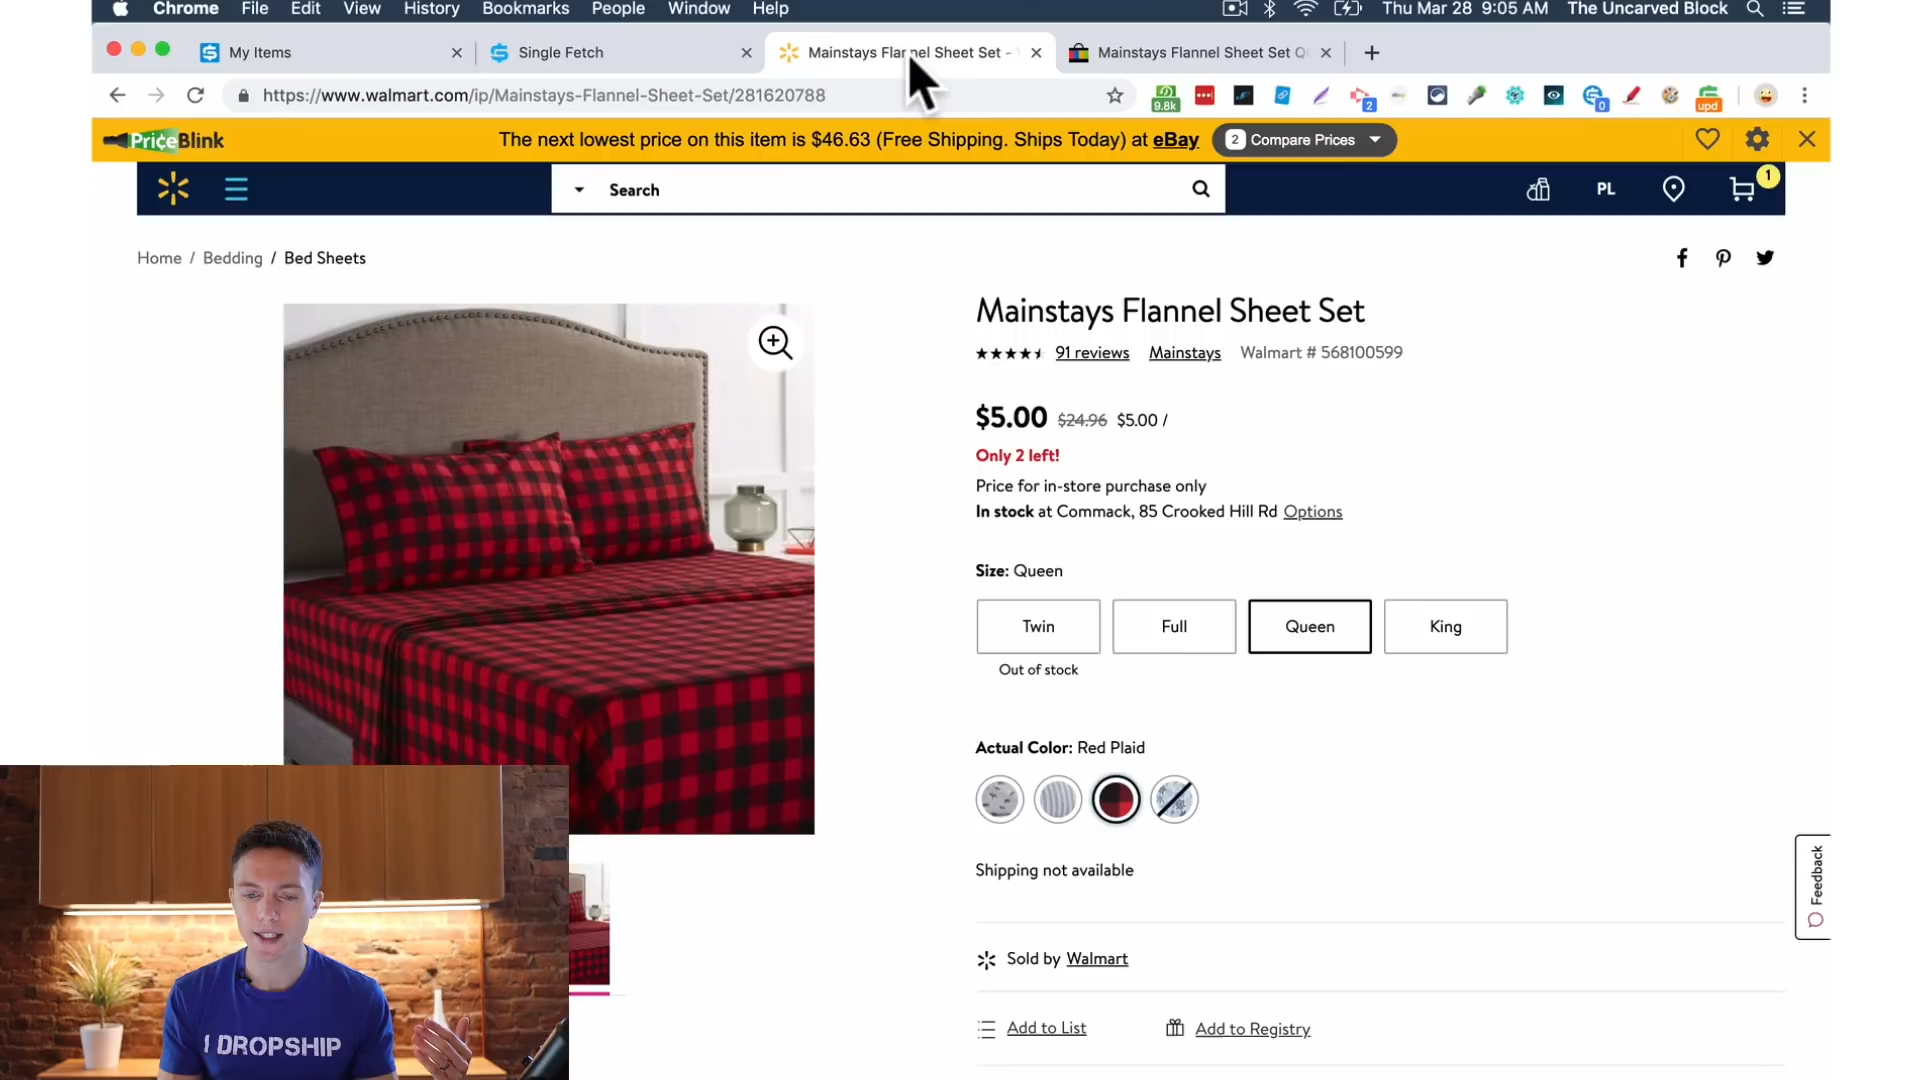 Chrome File Edit View History Bookmarks People Window Help Thu Mar 28 9:05 AM The Uncarved Block
My Items Single Fetch Mainstays Flannel Sheet Set - Mainstays Flannel Sheet Set Q
https://www.walmart.com/ip/Mainstays-Flannel-Sheet-Set/281620788
9.8k 2 0 upd
PriceBlink The next lowest price on this item is $46.63 (Free Shipping. Ships Today) at eBay 2 Compare Prices
Search PL 1
Home / Bedding / Bed Sheets
Mainstays Flannel Sheet Set
91 reviews Mainstays Walmart # 568100599
$5.00 $24.96 $5.00 /
Only 2 left!
Price for in-store purchase only
In stock at Commack, 85 Crooked Hill Rd Options
Size: Queen
Twin Full Queen King
Out of stock
Actual Color: Red Plaid
Shipping not available
Feedback
Sold by Walmart
Add to List Add to Registry
I DROPSHIP